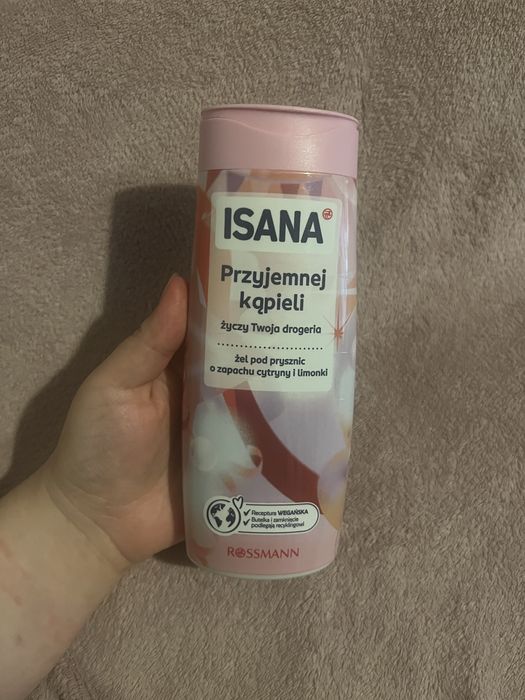 ISANA
Przyjemnej
kąpieli
życzy Twoja drogeria
żel pod prysznic
o zapachu cytryny i limonki
Receptura WEGAŃSKA
Butelka i zamknięcie
podlegają recyklingowi
ROSSMANN